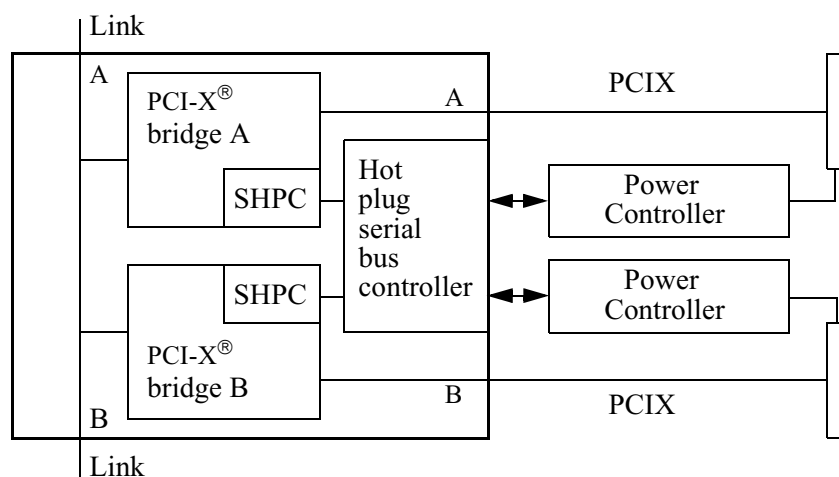 Link
A
PCI-X®
bridge A
A
PCIX
SHPC
Hot
plug
serial
bus
controller
Power
Controller
SHPC
Power
Controller
PCI-X®
bridge B
B
PCIX
B
Link